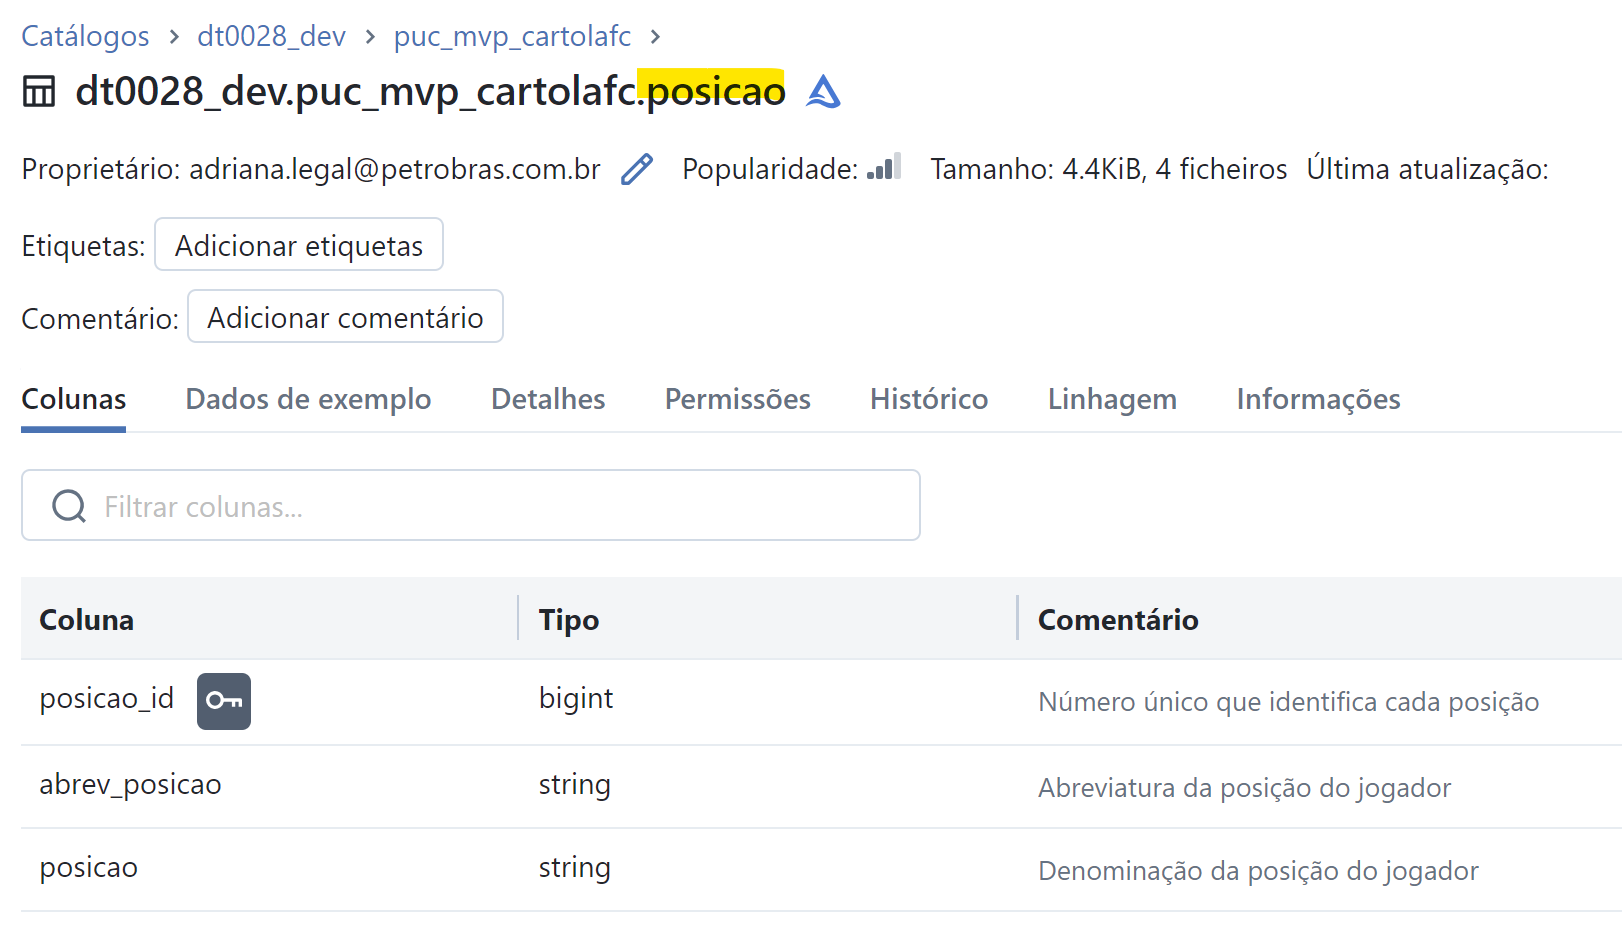 Catálogos > dt0028_dev > puc_mvp_cartolafc >
dt0028_dev.puc_mvp_cartolafc.posicao
Proprietário: adriana.legal@petrobras.com.br Popularidade: Tamanho: 4.4KiB, 4 ficheiros Última atualização:
Etiquetas: Adicionar etiquetas
Comentário: Adicionar comentário
Colunas Dados de exemplo Detalhes Permissões Histórico Linhagem Informações
Filtrar colunas...
Coluna Tipo Comentário
posicao_id bigint Número único que identifica cada posição
abrev_posicao string Abreviatura da posição do jogador
posicao string Denominação da posição do jogador